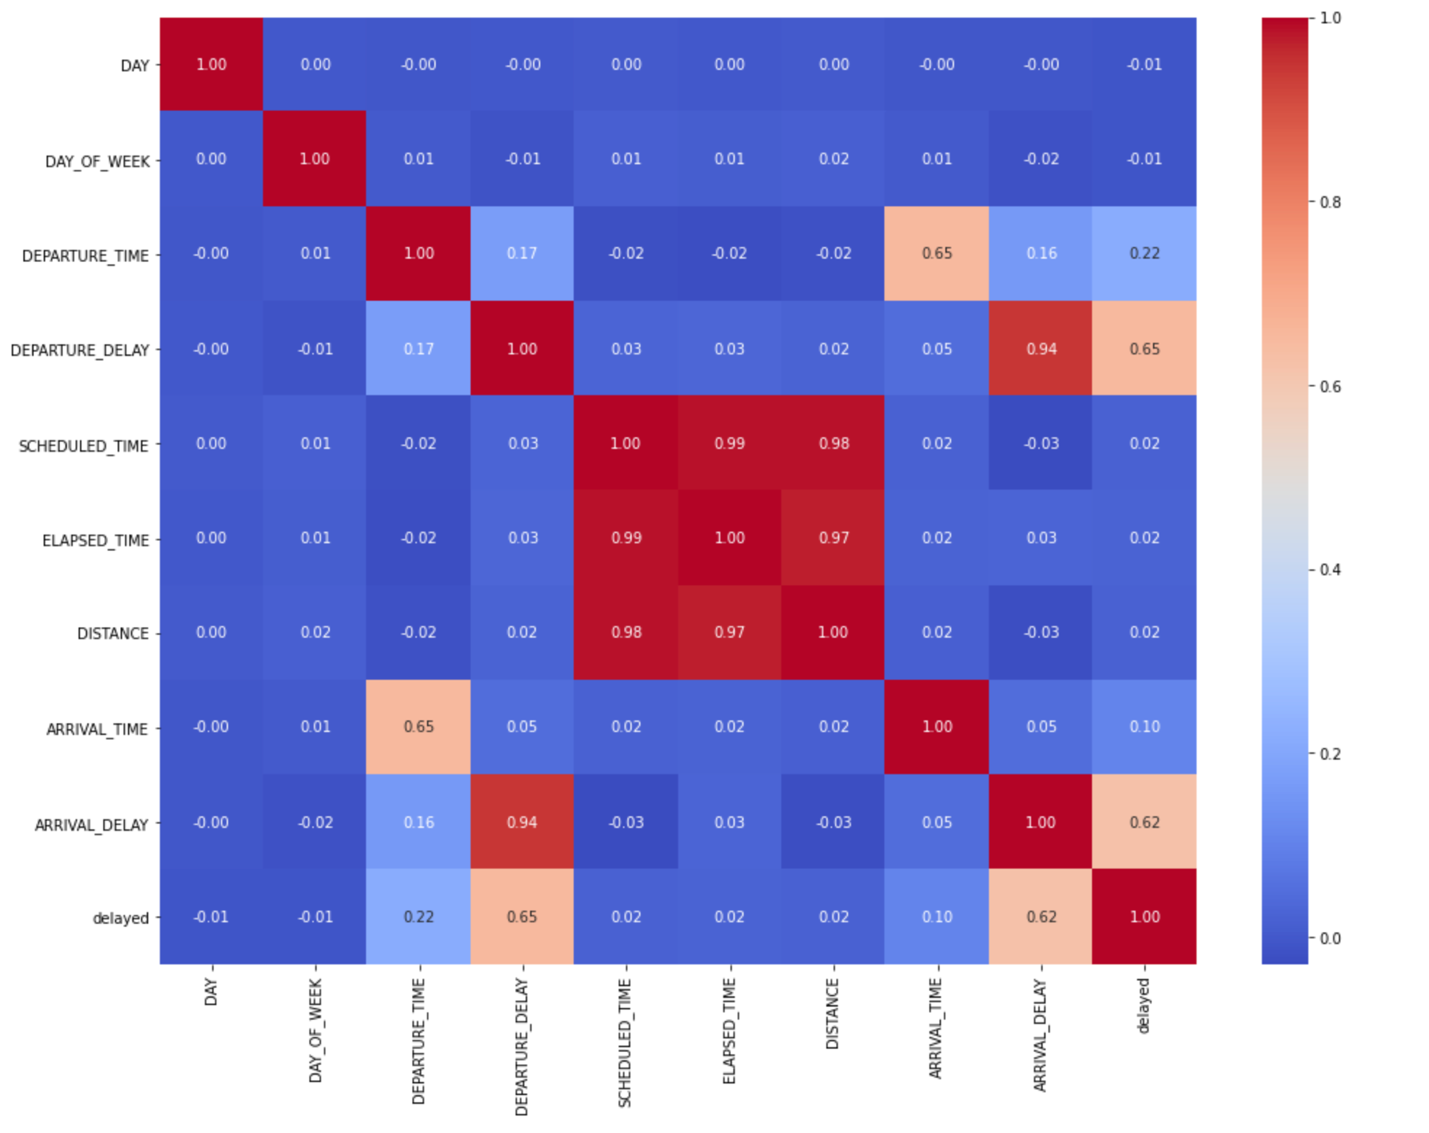 DAY 1.00 0.00 -0.00 -0.00 0.00 0.00 0.00 -0.00 -0.00 -0.01
DAY_OF_WEEK 0.00 1.00 0.01 -0.01 0.01 0.01 0.02 0.01 -0.02 -0.01
DEPARTURE_TIME -0.00 0.01 1.00 0.17 -0.02 -0.02 -0.02 0.65 0.16 0.22
DEPARTURE_DELAY -0.00 -0.01 0.17 1.00 0.03 0.03 0.02 0.05 0.94 0.65
SCHEDULED_TIME 0.00 0.01 -0.02 0.03 1.00 0.99 0.98 0.02 -0.03 0.02
ELAPSED_TIME 0.00 0.01 -0.02 0.03 0.99 1.00 0.97 0.02 0.03 0.02
DISTANCE 0.00 0.02 -0.02 0.02 0.98 0.97 1.00 0.02 -0.03 0.02
ARRIVAL_TIME -0.00 0.01 0.65 0.05 0.02 0.02 0.02 1.00 0.05 0.10
ARRIVAL_DELAY -0.00 -0.02 0.16 0.94 -0.03 0.03 -0.03 0.05 1.00 0.62
delayed -0.01 -0.01 0.22 0.65 0.02 0.02 0.02 0.10 0.62 1.00
DAY
DAY_OF_WEEK
DEPARTURE_TIME
DEPARTURE_DELAY
SCHEDULED_TIME
ELAPSED_TIME
DISTANCE
ARRIVAL_TIME
ARRIVAL_DELAY
delayed
1.0
0.8
0.6
0.4
0.2
0.0